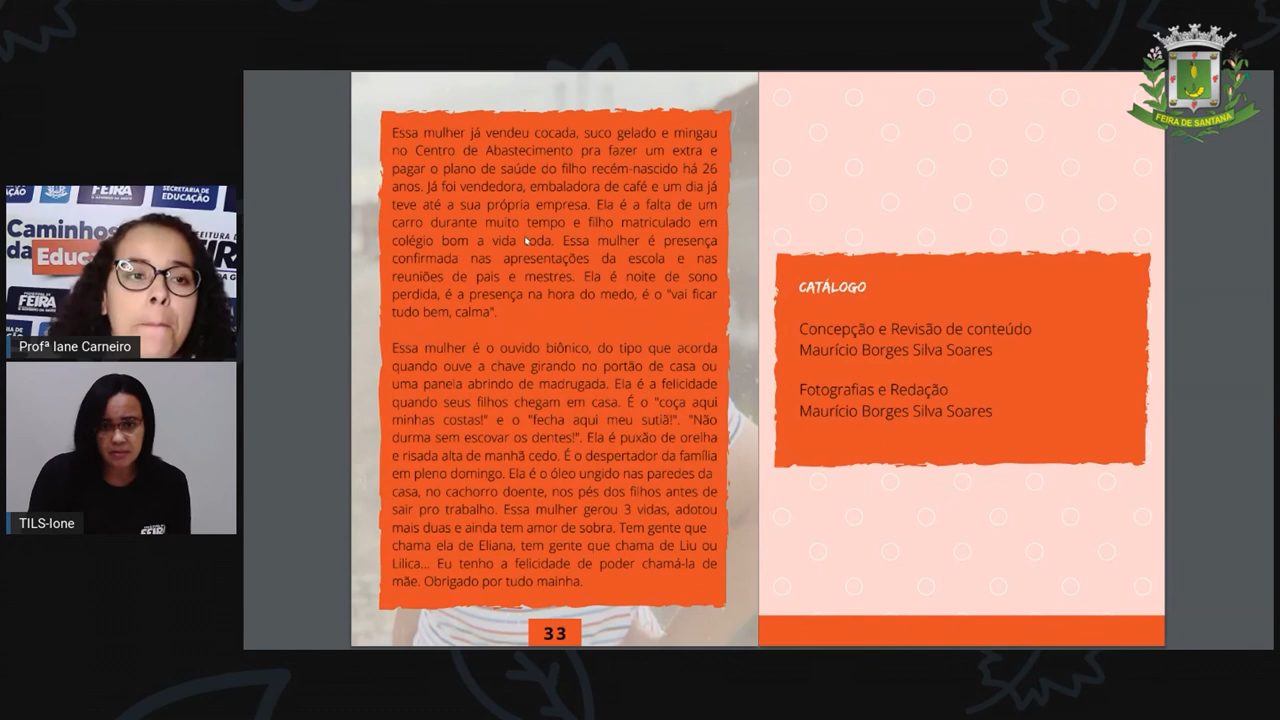 FEIRA DE SANTANA
Essa mulher já vendeu cocada, suco gelado e mingau
no Centro de Abastecimento pra fazer um extra e
pagar o plano de saúde do filho recém-nascido há 26
anos. Já foi vendedora, embaladora de café e um dia já
teve até a sua própria empresa. Ela é a falta de um
carro durante muito tempo e filho matriculado em
colégio bom a vida toda. Essa mulher é presença
confirmada nas apresentações da escola e nas
reuniões de pais e mestres. Ela é noite de sono
perdida, é a presença na hora do medo, é o "vai ficar
tudo bem, calma".
Essa mulher é o ouvido biônico, do tipo que acorda
quando ouve a chave girando no portão de casa ou
uma panela abrindo de madrugada. Ela é a felicidade
quando seus filhos chegam em casa. É o "coça aqui
minhas costas!" e o "fecha aqui meu sutiã!". "Não
durma sem escovar os dentes!". Ela é puxão de orelha
e risada alta de manhã cedo. É o despertador da família
em pleno domingo. Ela é o óleo ungido nas paredes da
casa, no cachorro doente, nos pés dos filhos antes de
sair pro trabalho. Essa mulher gerou 3 vidas, adotou
mais duas e ainda tem amor de sobra. Tem gente que
chama ela de Eliana, tem gente que chama de Liu ou
Lilica... Eu tenho a felicidade de poder chamá-la de
mãe. Obrigado por tudo mainha.
33
CATÁLOGO
Concepção e Revisão de conteúdo
Maurício Borges Silva Soares
Fotografias e Redação
Maurício Borges Silva Soares
FEIRA
SECRETARIA DE
EDUCAÇÃO
Caminhos
da Educa
FEIRA
Profª Iane Carneiro
TILS-Ione